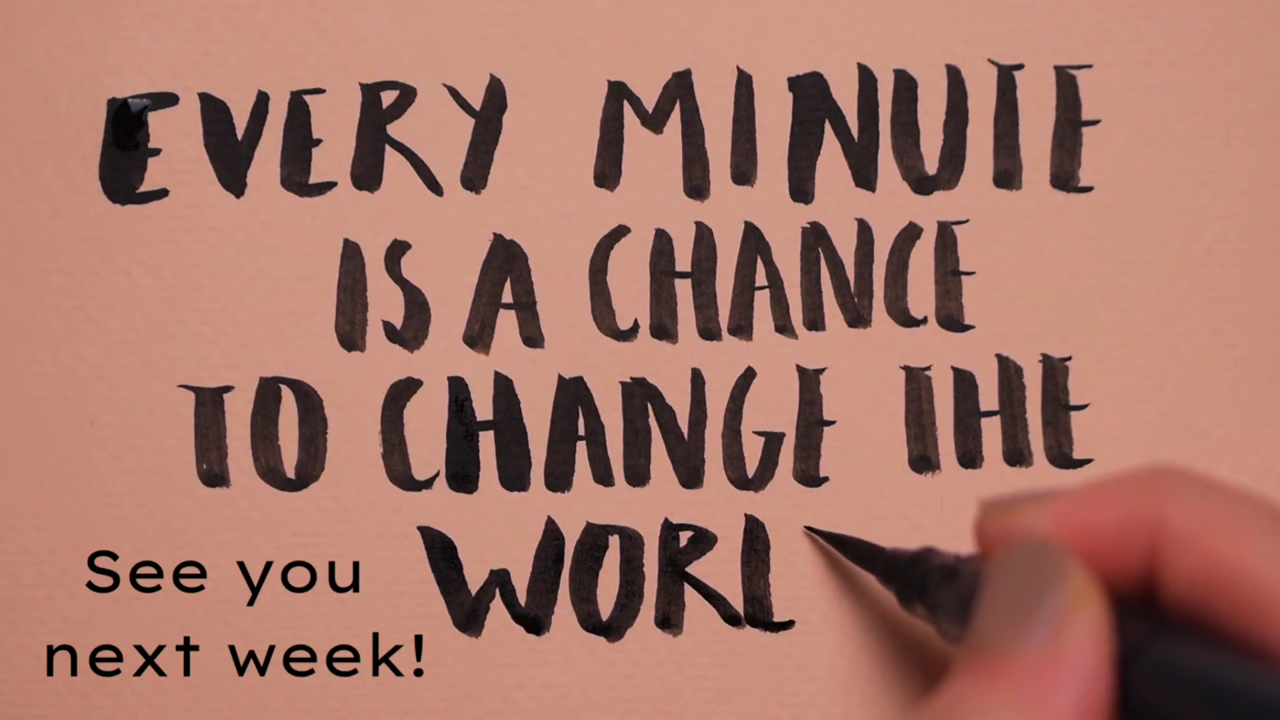 EVERY MINUTE
IS A CHANCE
TO CHANGE THE
WORL
See you
next week!